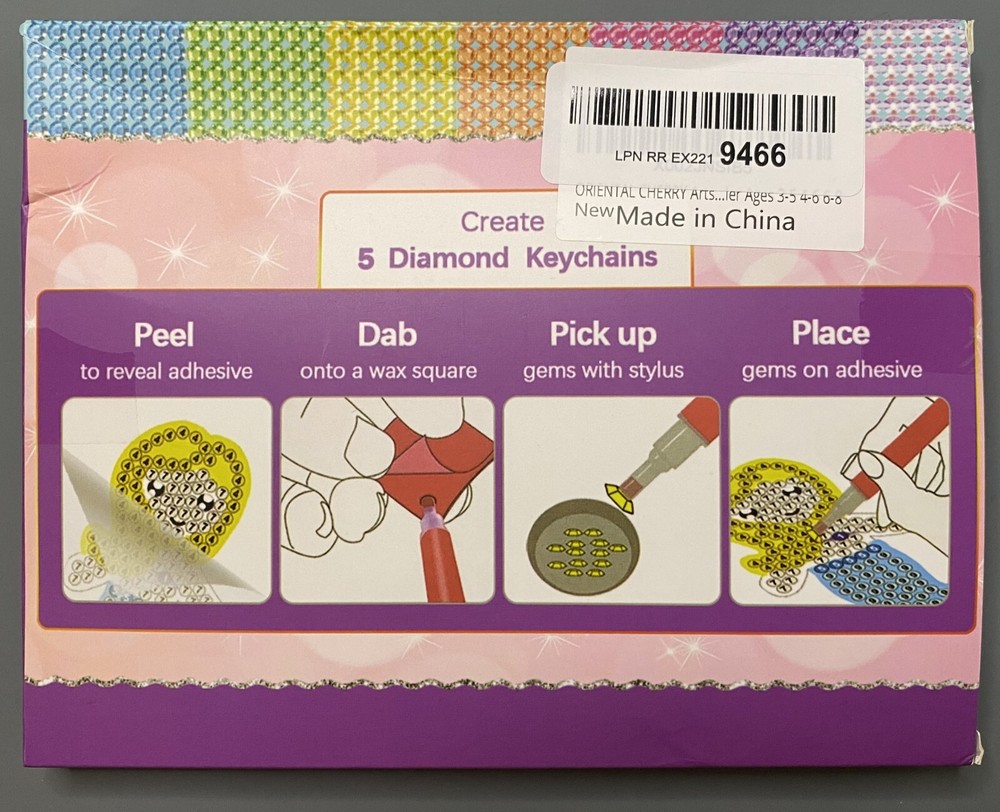 LPN RR EX221 9466
ORIENTAL CHERRY Arts...ler Ages 3-5 4-6 6-8
New Made in China
Create
5 Diamond Keychains
Peel
to reveal adhesive
Dab
onto a wax square
Pick up
gems with stylus
Place
gems on adhesive